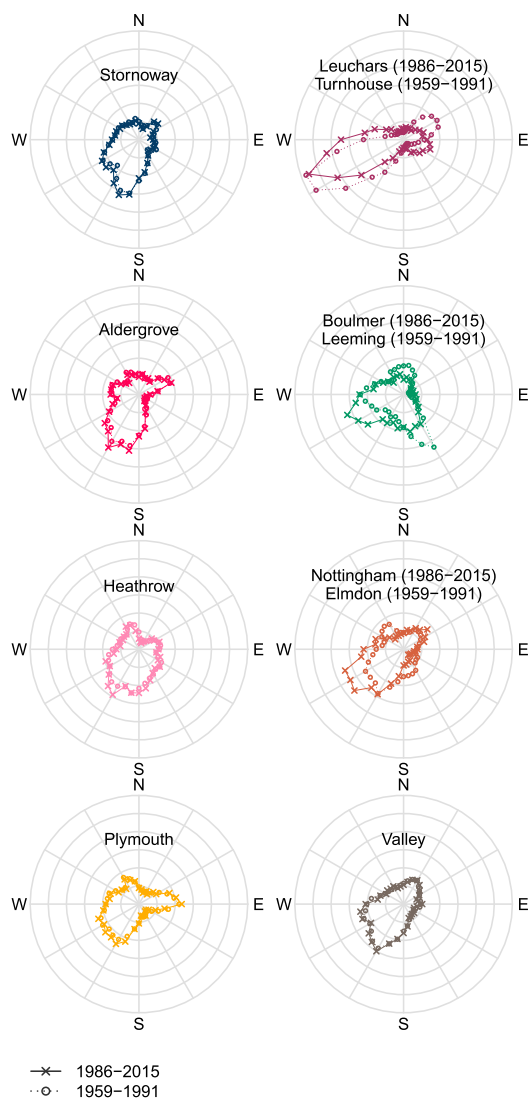 N
Stornoway
Leuchars (1986−2015)
Turnhouse (1959−1991)
W
W
E
E
S
S
N
N
Aldergrove
Boulmer (1986−2015)
Leeming (1959−1991)
W
W
E
E
S
S
N
N
Heathrow
Nottingham (1986−2015)
Elmdon (1959−1991)
W
W
E
E
S
S
N
N
Plymouth
Valley
W
W
E
E
S
S
1986−2015
1959−1991
N